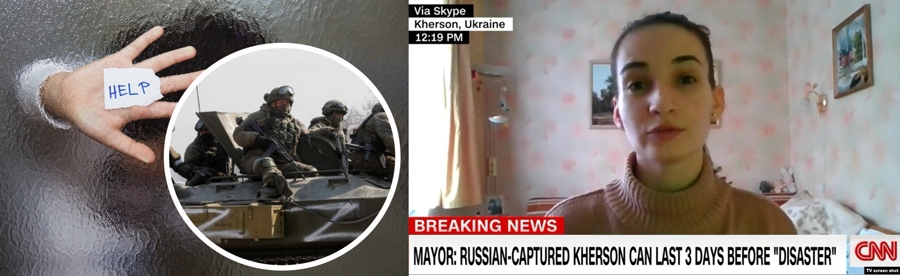 HELP
Via Skype
Kherson, Ukraine
12:19 PM
BREAKING NEWS
MAYOR: RUSSIAN-CAPTURED KHERSON CAN LAST 3 DAYS BEFORE "DISASTER"
CNN
TV screen shot